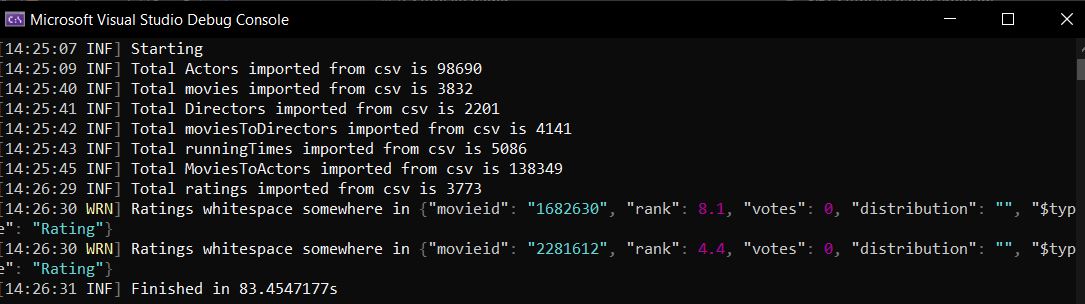 C:\ Microsoft Visual Studio Debug Console
[14:25:07 INF] Starting
[14:25:09 INF] Total Actors imported from csv is 98690
[14:25:40 INF] Total movies imported from csv is 3832
[14:25:41 INF] Total Directors imported from csv is 2201
[14:25:42 INF] Total moviesToDirectors imported from csv is 4141
[14:25:43 INF] Total runningTimes imported from csv is 5086
[14:25:45 INF] Total MoviesToActors imported from csv is 138349
[14:26:29 INF] Total ratings imported from csv is 3773
[14:26:30 WRN] Ratings whitespace somewhere in {"movieid": "1682630", "rank": 8.1, "votes": 0, "distribution": "", "$typ
e": "Rating"}
[14:26:30 WRN] Ratings whitespace somewhere in {"movieid": "2281612", "rank": 4.4, "votes": 0, "distribution": "", "$typ
e": "Rating"}
[14:26:31 INF] Finished in 83.4547177s